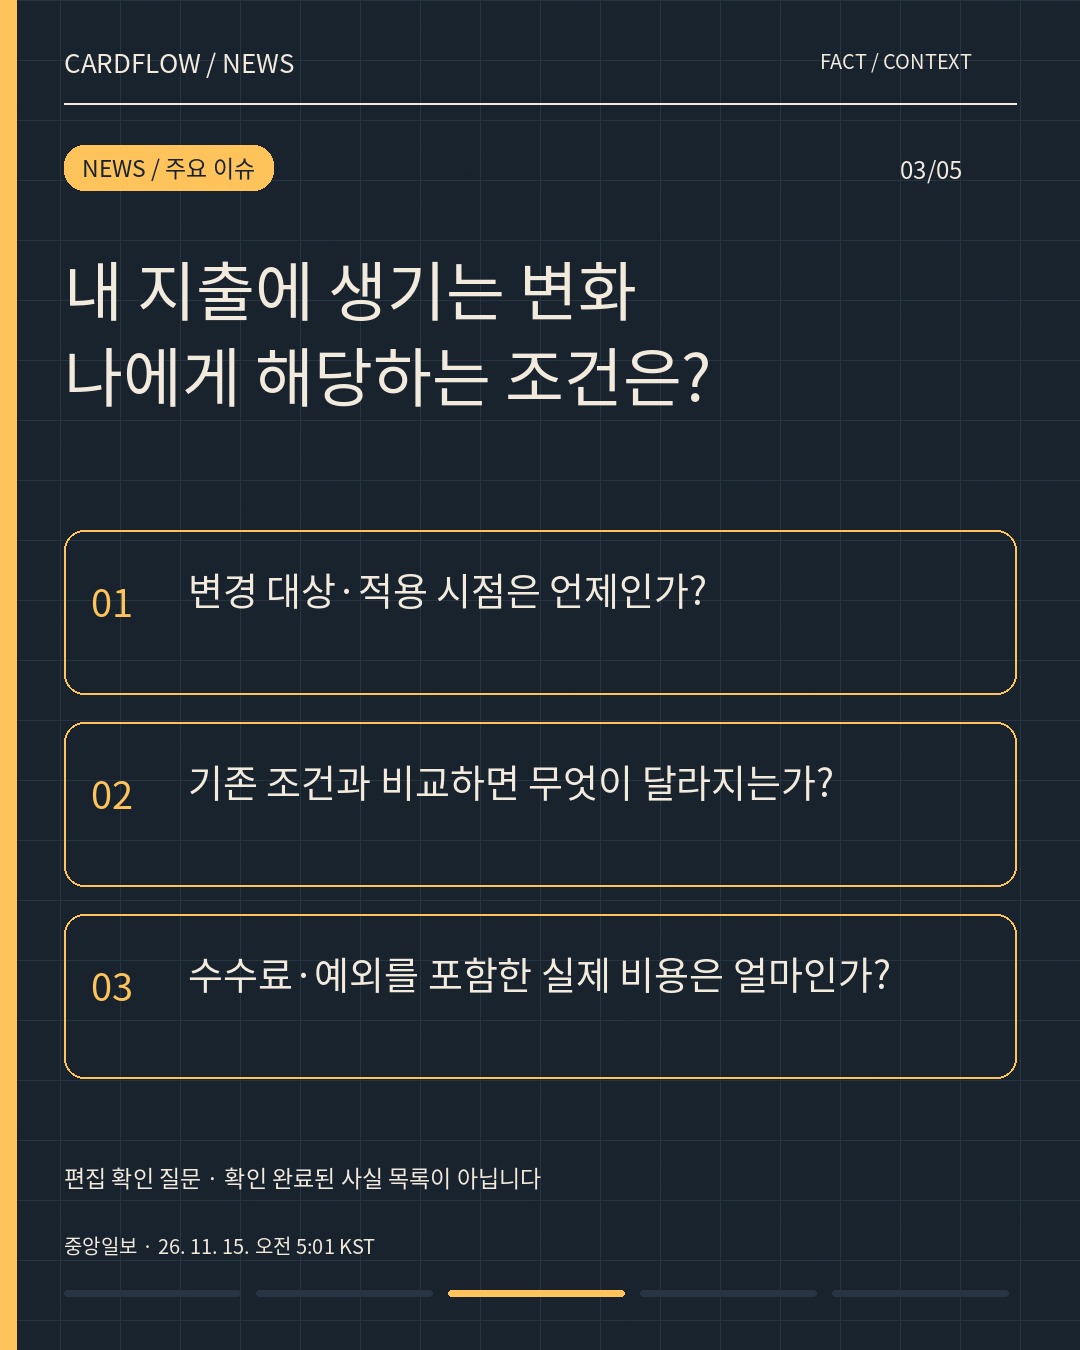 CARDFLOW / NEWS
FACT / CONTEXT
NEWS / 주요 이슈
03/05
내 지출에 생기는 변화
나에게 해당하는 조건은?
01
변경 대상·적용 시점은 언제인가?
02
기존 조건과 비교하면 무엇이 달라지는가?
03
수수료·예외를 포함한 실제 비용은 얼마인가?
편집 확인 질문 · 확인 완료된 사실 목록이 아닙니다
중앙일보 · 26. 11. 15. 오전 5:01 KST